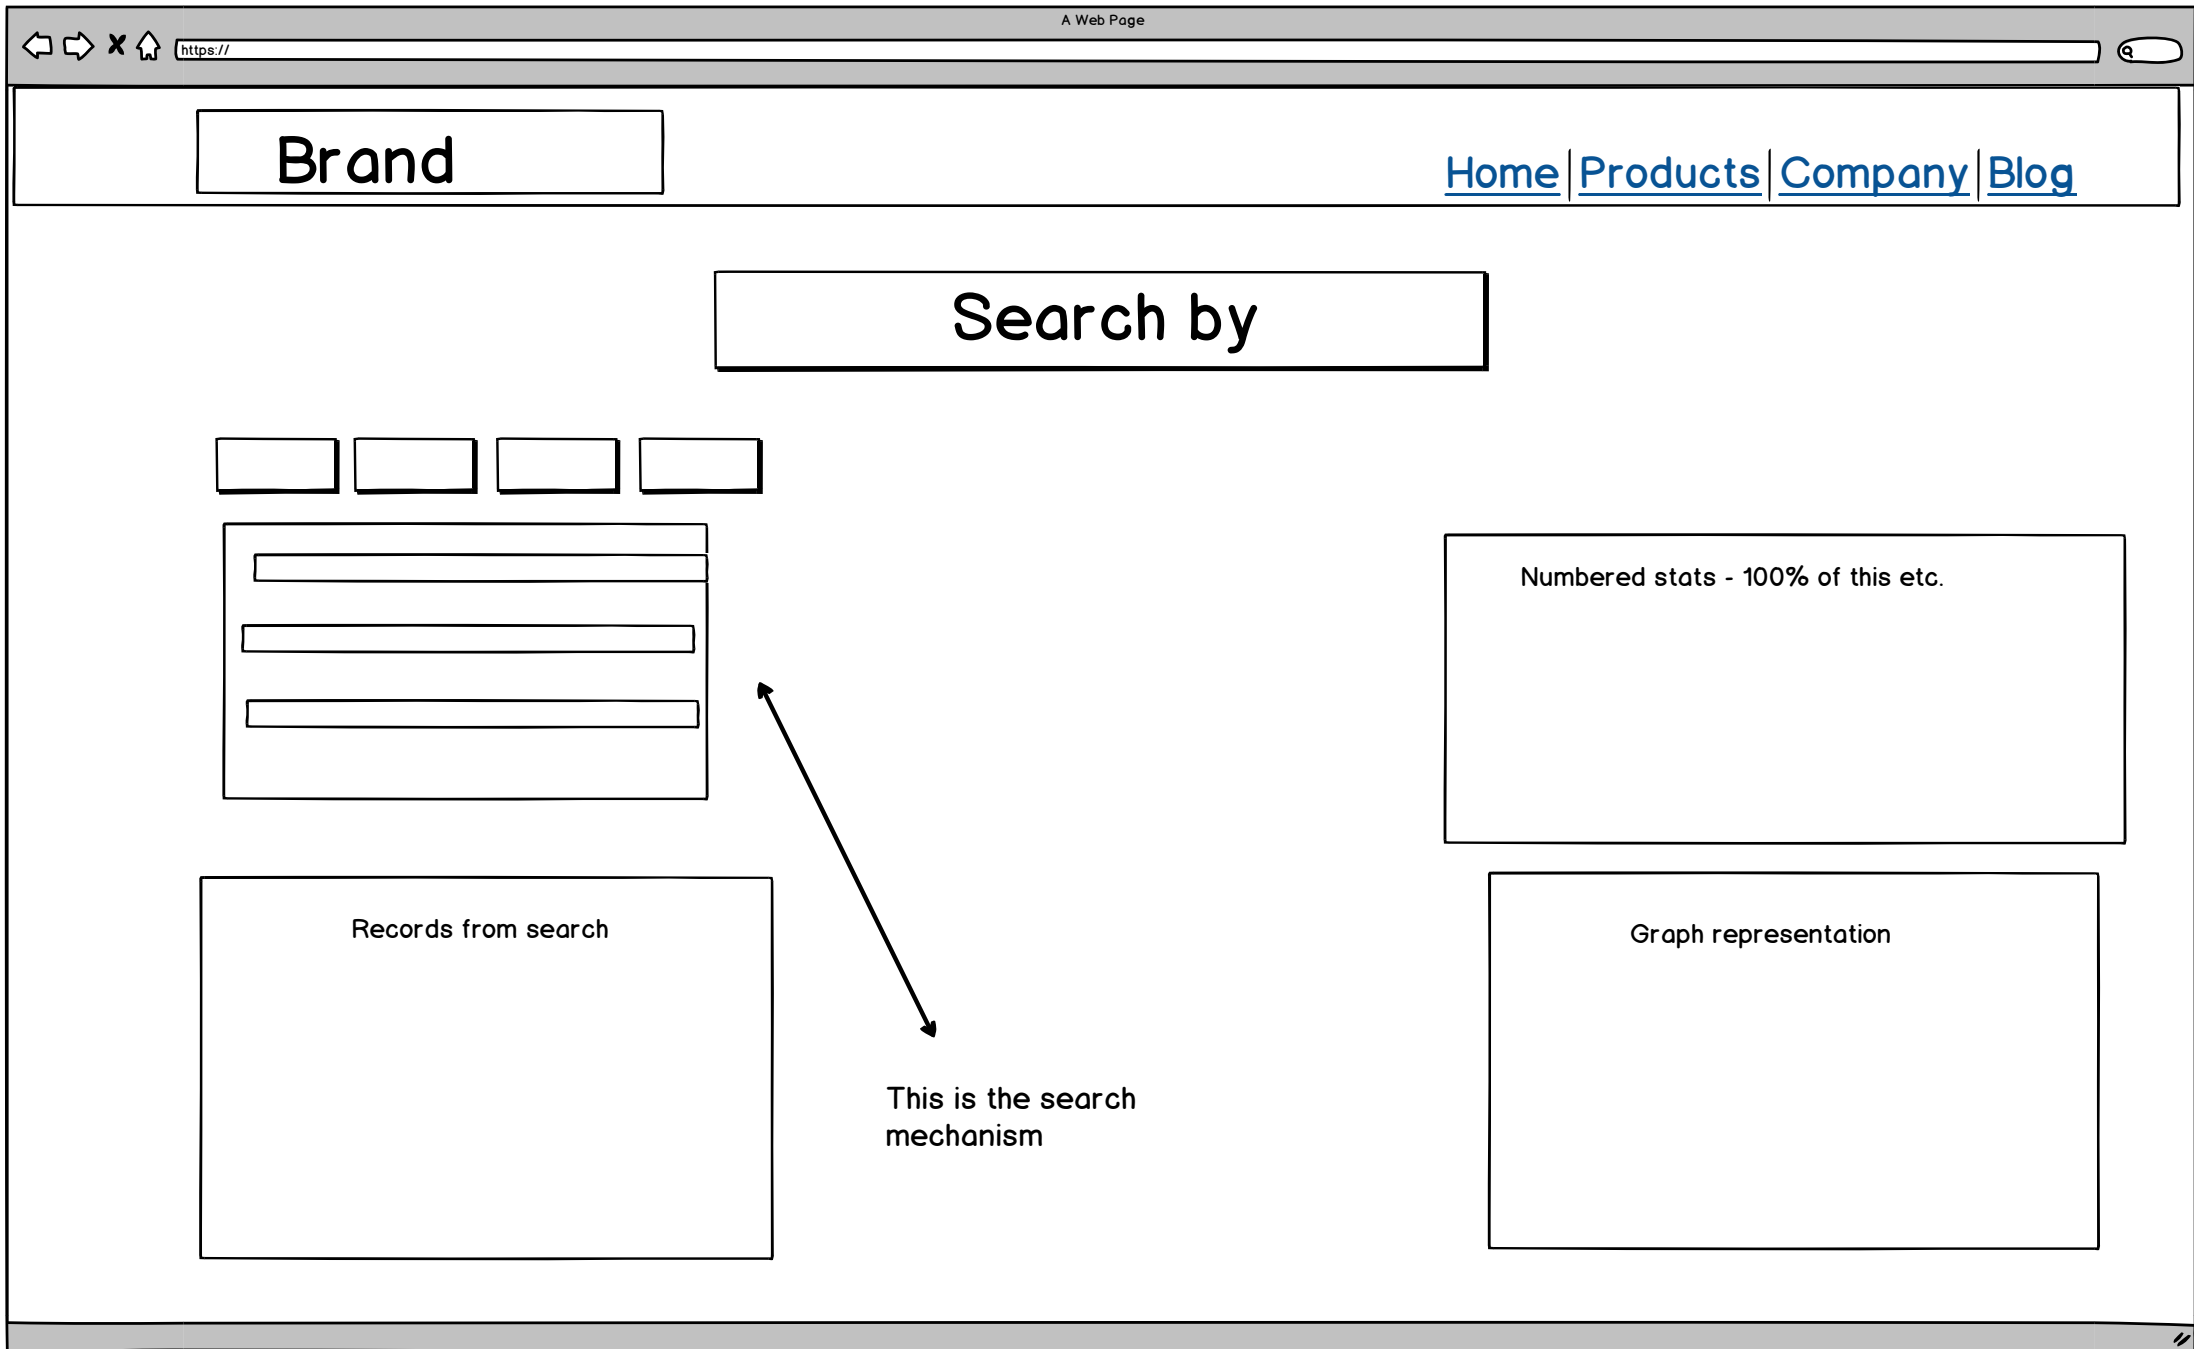 A Web Page
https://
Brand
Home Products Company Blog
Search by
Numbered stats - 100% of this etc.
Records from search
Graph representation
This is the search
mechanism